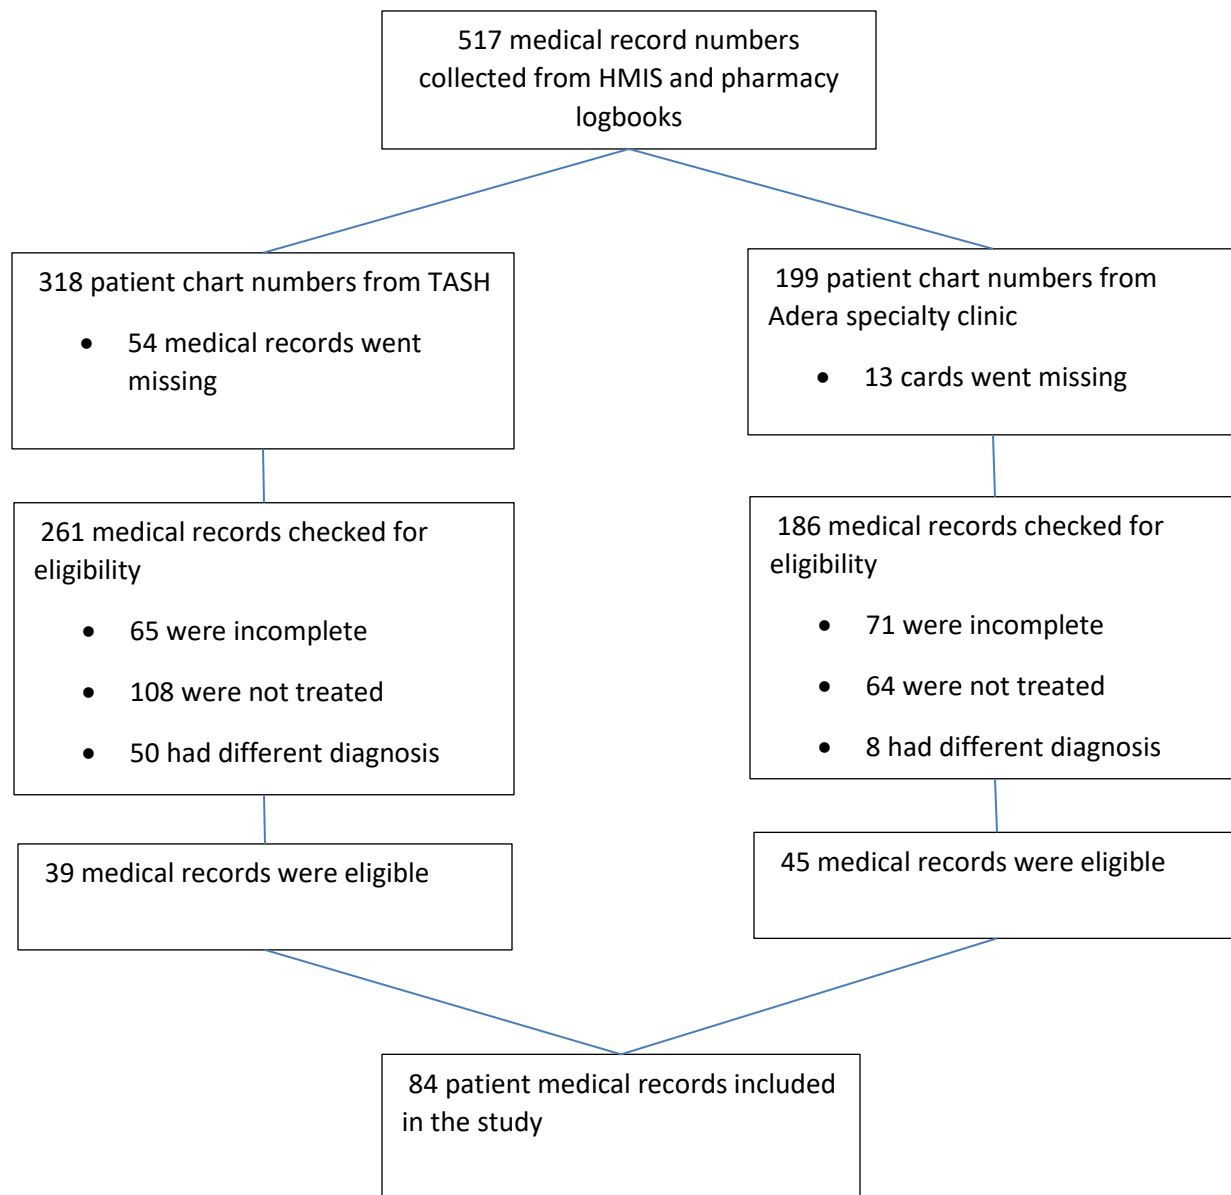 517 medical record numbers
collected from HMIS and pharmacy
logbooks
318 patient chart numbers from TASH
• 54 medical records went
missing
199 patient chart numbers from
Adera specialty clinic
• 13 cards went missing
261 medical records checked for
eligibility
• 65 were incomplete
• 108 were not treated
• 50 had different diagnosis
186 medical records checked for
eligibility
• 71 were incomplete
• 64 were not treated
• 8 had different diagnosis
39 medical records were eligible
45 medical records were eligible
84 patient medical records included
in the study